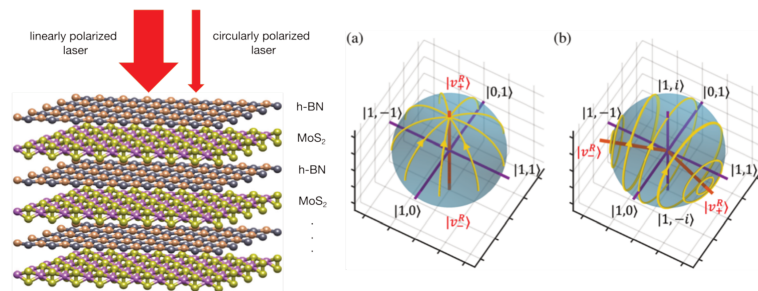 linearly polarized
laser
circularly polarized
laser
h-BN
MoS₂
h-BN
MoS₂
.
.
.
(a)
|v₊ᴿ⟩
|0,1⟩
|1,−1⟩
|1,1⟩
|1,0⟩
|v₋ᴿ⟩
(b)
|1,i⟩
|0,1⟩
|1,−1⟩
|v₋ᴿ⟩
|1,1⟩
|v₊ᴿ⟩
|1,0⟩
|1,−i⟩